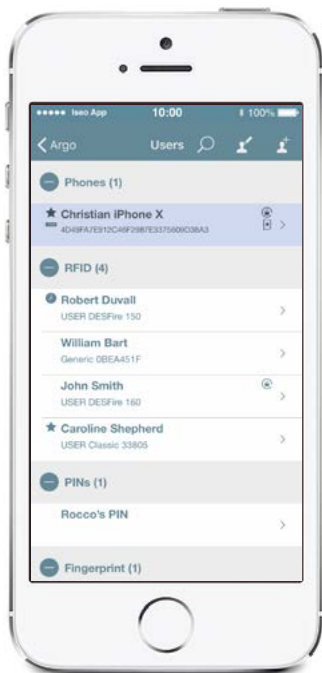 Iseo App 10:00 100%
Argo Users
Phones (1)
Christian iPhone X
RFID (4)
Robert Duvall
USER DESFire 150
William Bart
Generic 0BEA451F
John Smith
USER DESFire 160
Caroline Shepherd
USER Classic 33805
PINs (1)
Rocco's PIN
Fingerprint (1)